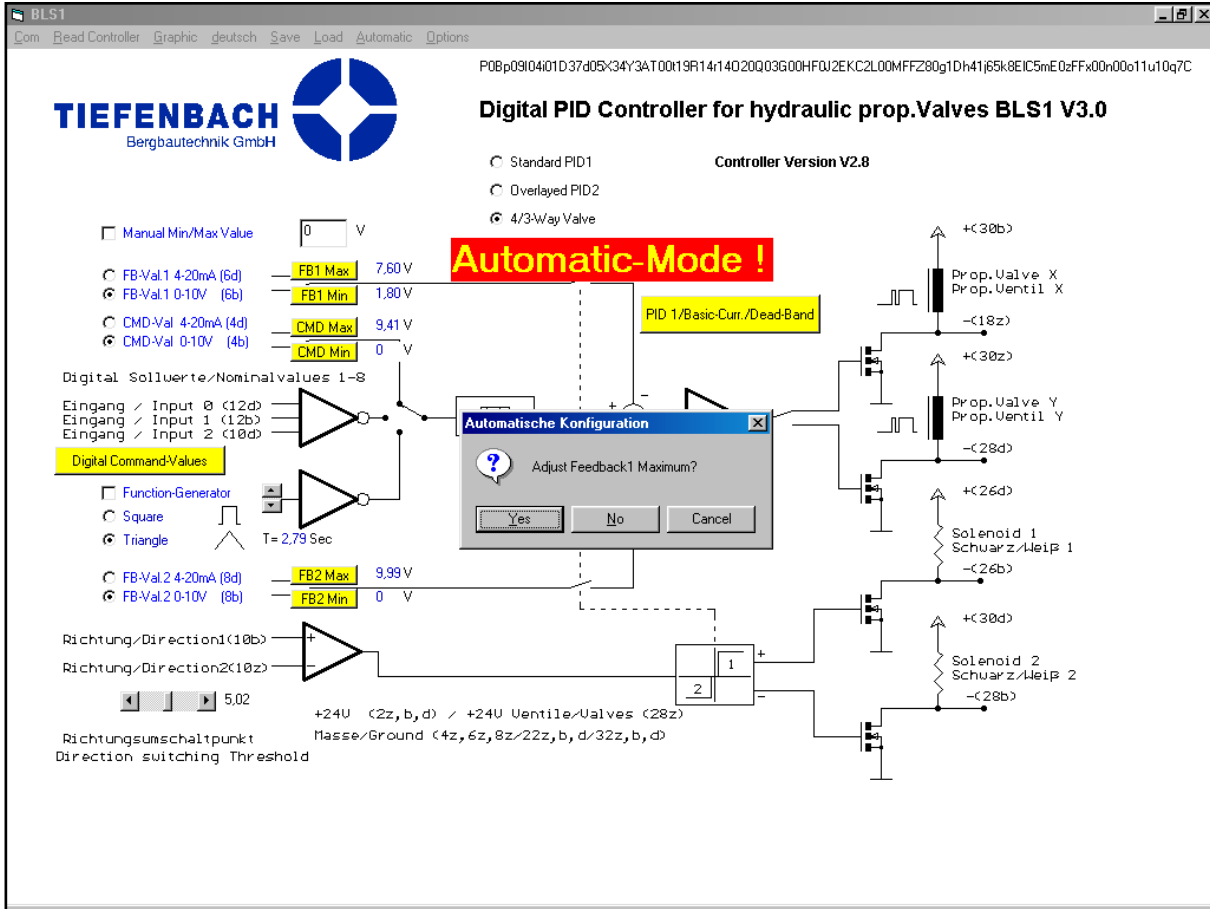 BLS1
Com Read Controller Graphic deutsch Save Load Automatic Options
P0Bp09I04i01D37d05X34Y3AT00t19R14r14O20Q03G00HF0J2EKC2L00MFFZ80g1Dh41j65k8EIC5mE0zFFx00n00o11u10q7C
TIEFENBACH
Bergbautechnik GmbH
Digital PID Controller for hydraulic prop.Valves BLS1 V3.0
Standard PID1
Controller Version V2.8
Overlayed PID2
4/3-Way Valve
Manual Min/Max Value 0 V
Automatic-Mode !
FB-Val.1 4-20mA (6d) FB1 Max 7,60 V
FB-Val.1 0-10V (6b) FB1 Min 1,80 V
CMD-Val 4-20mA (4d) CMD Max 9,41 V
CMD-Val 0-10V (4b) CMD Min 0 V
PID 1/Basic-Curr./Dead-Band
+(30b)
Prop.Valve X
Prop.Ventil X
-(18z)
+(30z)
Prop.Valve Y
Prop.Ventil Y
-(28d)
Digital Sollwerte/Nominalvalues 1-8
Eingang / Input 0 (12d)
Eingang / Input 1 (12b)
Eingang / Input 2 (10d)
Digital Command-Values
+ -
Automatische Konfiguration
Adjust Feedback1 Maximum?
Yes No Cancel
Function-Generator
Square
Triangle T= 2,79 Sec
+(26d)
Solenoid 1
Schwarz/Weiß 1
-(26b)
FB-Val.2 4-20mA (8d) FB2 Max 9,99 V
FB-Val.2 0-10V (8b) FB2 Min 0 V
+(30d)
Solenoid 2
Schwarz/Weiß 2
-(28b)
Richtung/Direction1(10b) +
Richtung/Direction2(10z) -
1 +
2 -
5,02
+24V (2z,b,d) / +24V Ventile/Valves (28z)
Masse/Ground (4z,6z,8z/22z,b,d/32z,b,d)
Richtungsumschaltpunkt
Direction switching Threshold